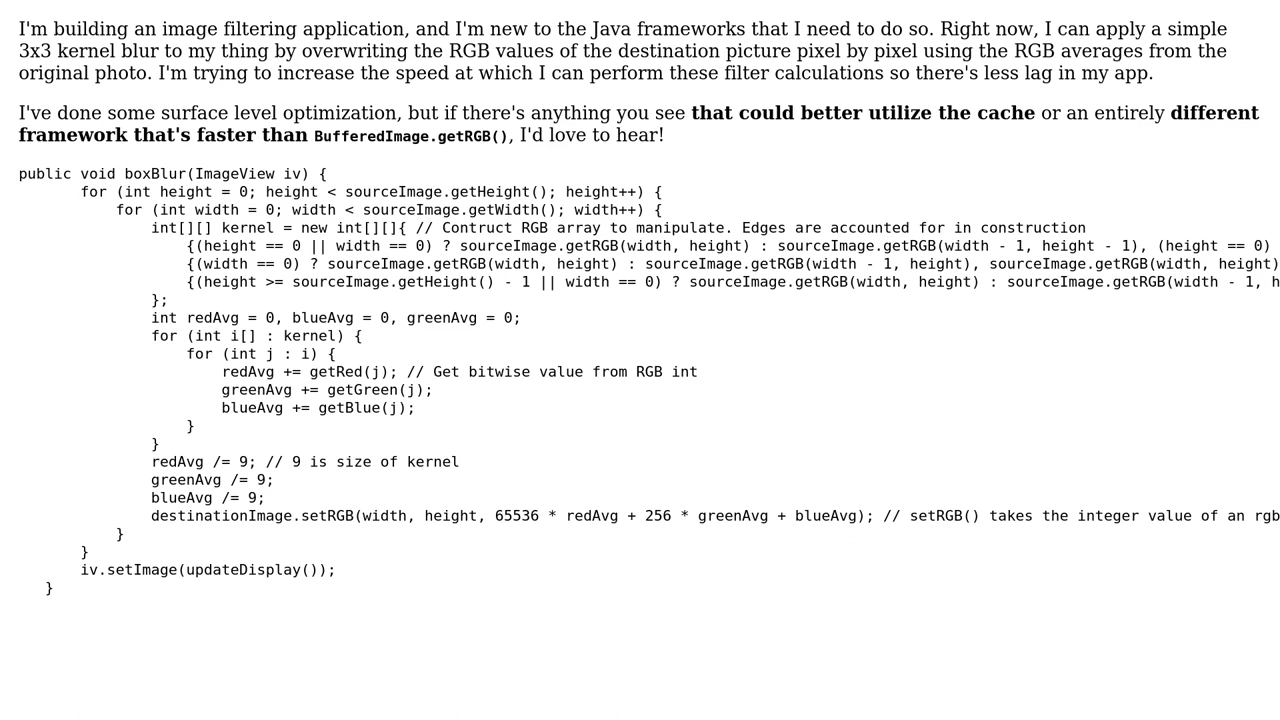 I'm building an image filtering application, and I'm new to the Java frameworks that I need to do so. Right now, I can apply a simple
3x3 kernel blur to my thing by overwriting the RGB values of the destination picture pixel by pixel using the RGB averages from the
original photo. I'm trying to increase the speed at which I can perform these filter calculations so there's less lag in my app.
I've done some surface level optimization, but if there's anything you see that could better utilize the cache or an entirely different
framework that's faster than BufferedImage.getRGB(), I'd love to hear!
public void boxBlur(ImageView iv) {
       for (int height = 0; height < sourceImage.getHeight(); height++) {
           for (int width = 0; width < sourceImage.getWidth(); width++) {
               int[][] kernel = new int[][]{ // Contruct RGB array to manipulate. Edges are accounted for in construction
                   {(height == 0 || width == 0) ? sourceImage.getRGB(width, height) : sourceImage.getRGB(width - 1, height - 1), (height == 0)
                   {(width == 0) ? sourceImage.getRGB(width, height) : sourceImage.getRGB(width - 1, height), sourceImage.getRGB(width, height)
                   {(height >= sourceImage.getHeight() - 1 || width == 0) ? sourceImage.getRGB(width, height) : sourceImage.getRGB(width - 1, h
               };
               int redAvg = 0, blueAvg = 0, greenAvg = 0;
               for (int i[] : kernel) {
                   for (int j : i) {
                       redAvg += getRed(j); // Get bitwise value from RGB int
                       greenAvg += getGreen(j);
                       blueAvg += getBlue(j);
                   }
               }
               redAvg /= 9; // 9 is size of kernel
               greenAvg /= 9;
               blueAvg /= 9;
               destinationImage.setRGB(width, height, 65536 * redAvg + 256 * greenAvg + blueAvg); // setRGB() takes the integer value of an rgb
           }
       }
       iv.setImage(updateDisplay());
   }